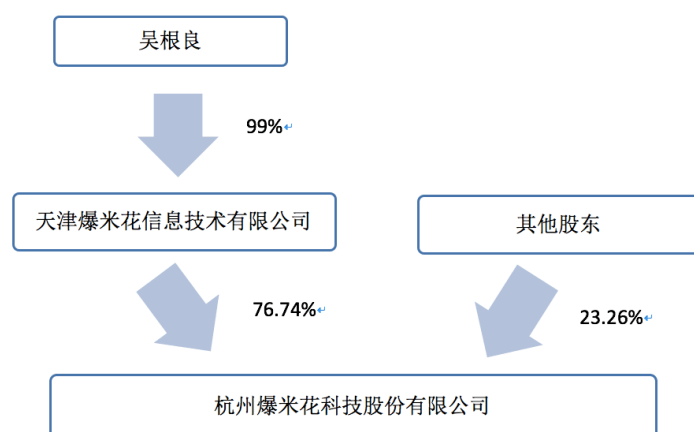 吴根良
99%
天津爆米花信息技术有限公司
其他股东
76.74%
23.26%
杭州爆米花科技股份有限公司